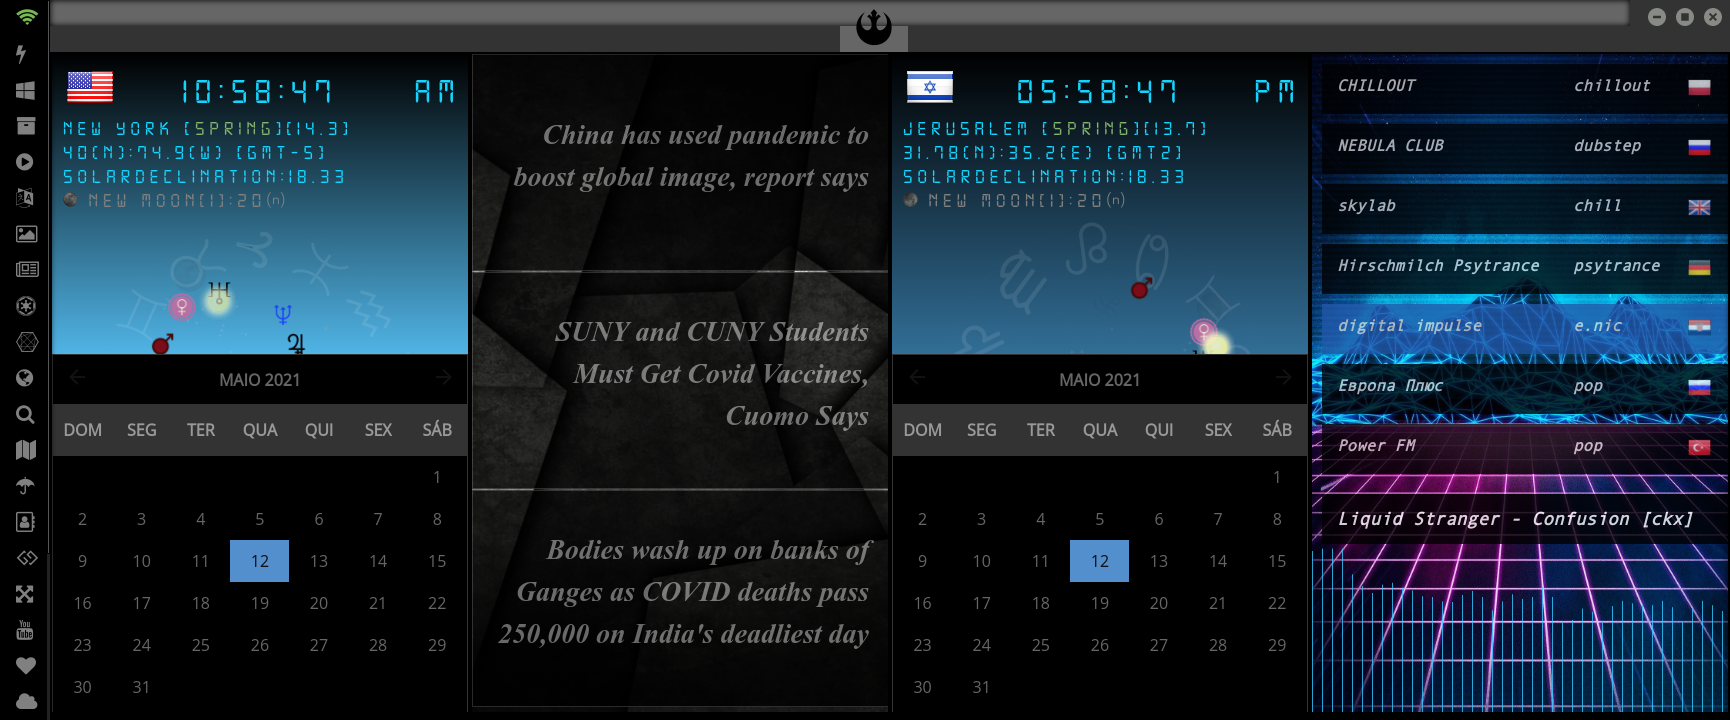 10:58:47 AM
NEW YORK [SPRING][14.3]
40(N):74.9(W) [GMT-5]
SOLARDECLINATION:18.33
NEW MOON[1]:20(n)
MAIO 2021
DOM SEG TER QUA QUI SEX SÁB
1
2 3 4 5 6 7 8
9 10 11 12 13 14 15
16 17 18 19 20 21 22
23 24 25 26 27 28 29
30 31
China has used pandemic to
boost global image, report says
SUNY and CUNY Students
Must Get Covid Vaccines,
Cuomo Says
Bodies wash up on banks of
Ganges as COVID deaths pass
250,000 on India's deadliest day
05:58:47 PM
JERUSALEM [SPRING][13.7]
31.78(N):35.2(E) [GMT2]
SOLARDECLINATION:18.33
NEW MOON[1]:20(n)
MAIO 2021
DOM SEG TER QUA QUI SEX SÁB
1
2 3 4 5 6 7 8
9 10 11 12 13 14 15
16 17 18 19 20 21 22
23 24 25 26 27 28 29
30 31
CHILLOUT chillout
NEBULA CLUB dubstep
skylab chill
Hirschmilch Psytrance psytrance
digital impulse e.nic
Европа Плюс pop
Power FM pop
Liquid Stranger - Confusion [ckx]
You
Tube